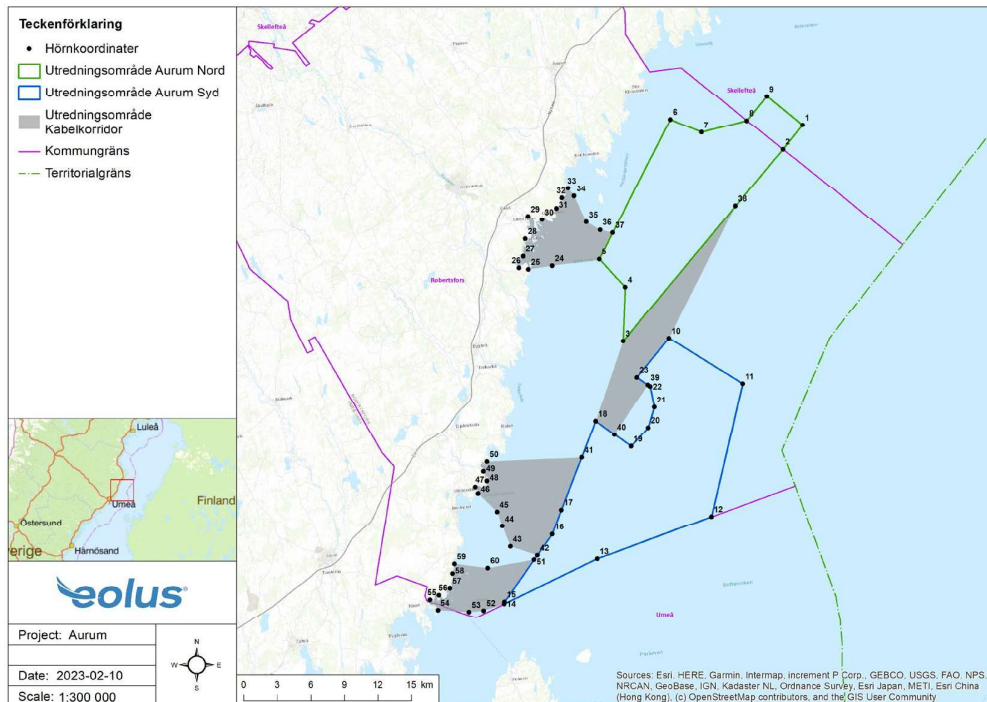 Teckenförklaring
Hörnkoordinater
Utredningsområde Aurum Nord
Utredningsområde Aurum Syd
Utredningsområde
Kabelkorridor
Kommungräns
Territorialgräns
Luleå
Umeå
Finland
Östersund
Härnösand
verige
eolus
Project: Aurum
Date: 2023-02-10
Scale: 1:300 000
N
W
E
S
Skellefteå
Skellefteå
9
1
6
8
7
2
33
32
34
38
31
29
30
35
36
37
28
27
5
26
25
24
Robertsfors
4
3
10
23
39
11
22
21
18
20
40
19
50
41
49
48
47
46
17
45
44
12
16
43
42
13
59
51
60
58
57
56
55
15
54
53
52
14
Umeå
0
3
6
9
12
15 km
Sources: Esri, HERE, Garmin, Intermap, increment P Corp., GEBCO, USGS, FAO, NPS,
NRCAN, GeoBase, IGN, Kadaster NL, Ordnance Survey, Esri Japan, METI, Esri China
(Hong Kong), (c) OpenStreetMap contributors, and the GIS User Community